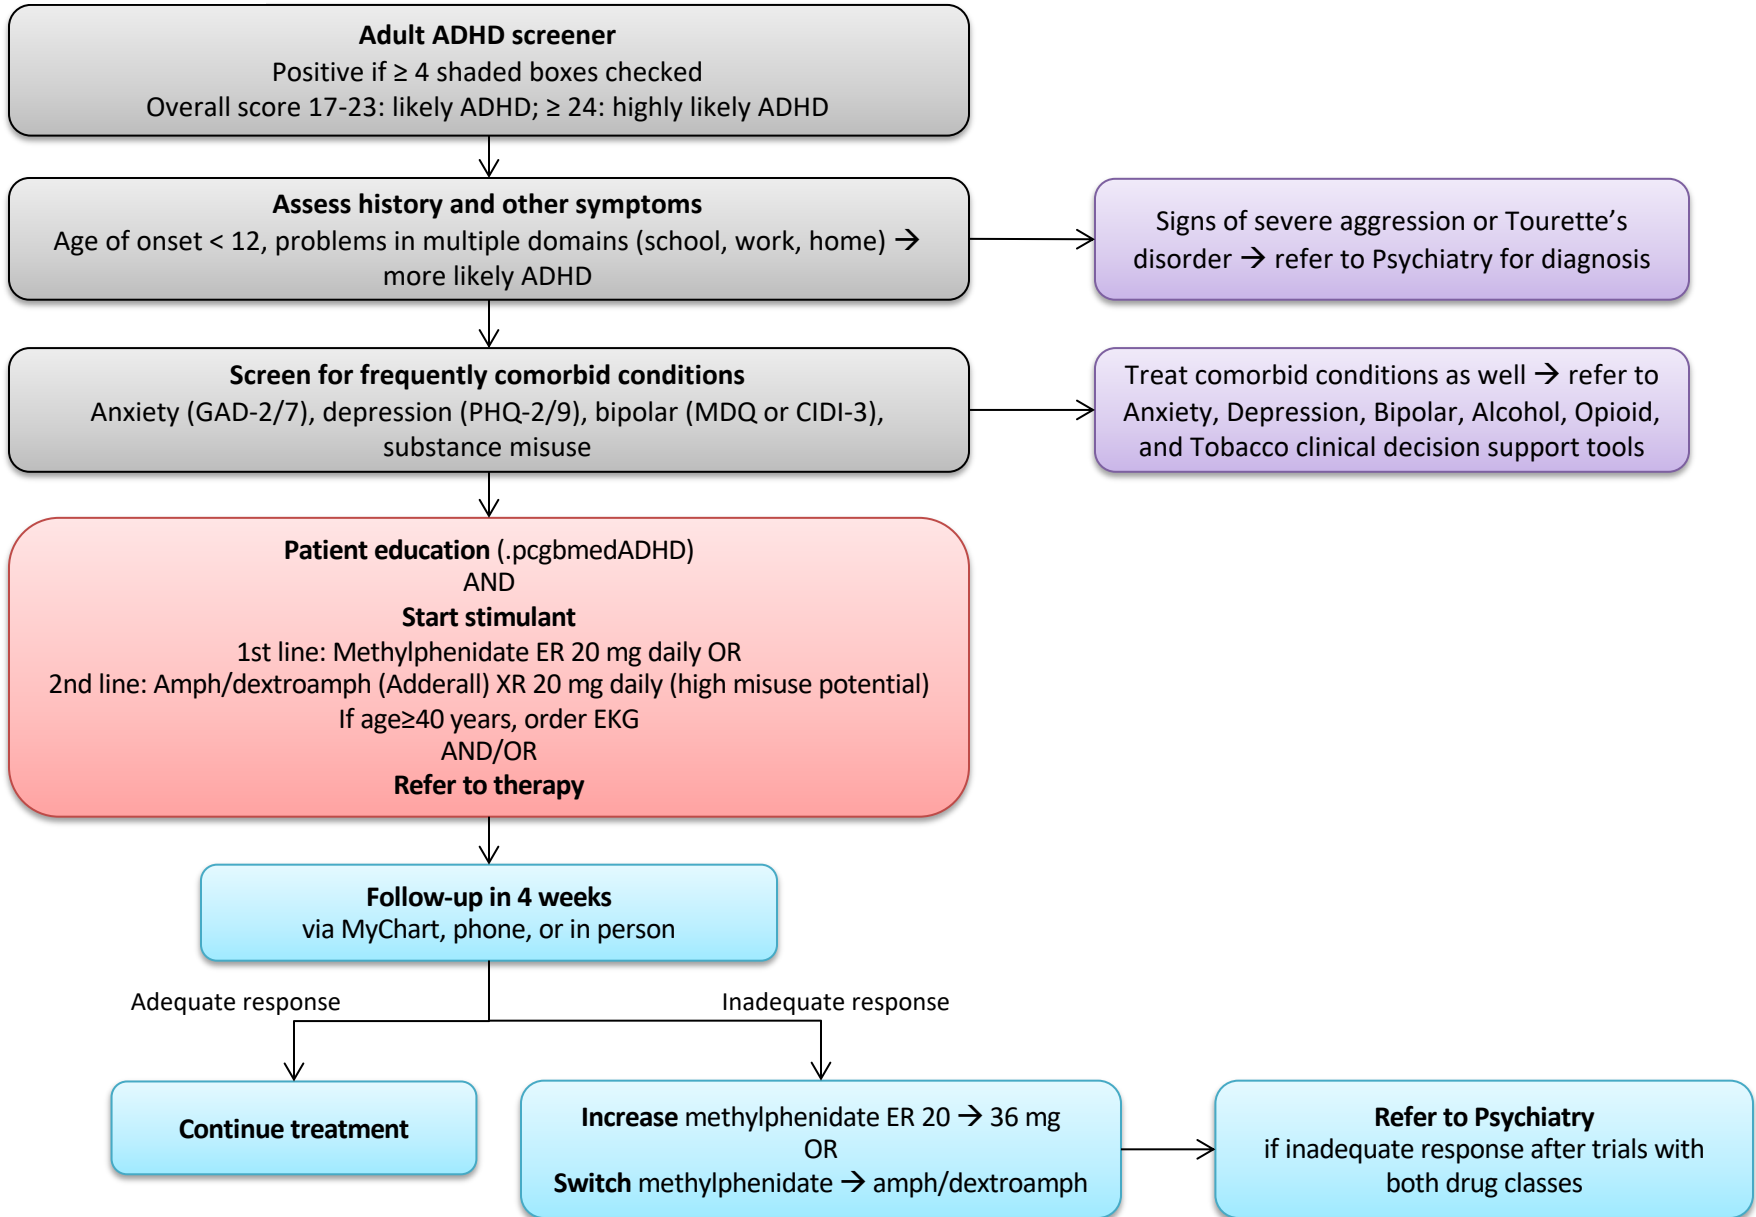 Adult ADHD screener
Positive if ≥ 4 shaded boxes checked
Overall score 17-23: likely ADHD; ≥ 24: highly likely ADHD
Assess history and other symptoms
Age of onset < 12, problems in multiple domains (school, work, home) →
more likely ADHD
Signs of severe aggression or Tourette’s
disorder → refer to Psychiatry for diagnosis
Screen for frequently comorbid conditions
Anxiety (GAD-2/7), depression (PHQ-2/9), bipolar (MDQ or CIDI-3),
substance misuse
Treat comorbid conditions as well → refer to
Anxiety, Depression, Bipolar, Alcohol, Opioid,
and Tobacco clinical decision support tools
Patient education (.pcgbmedADHD)
AND
Start stimulant
1st line: Methylphenidate ER 20 mg daily OR
2nd line: Amph/dextroamph (Adderall) XR 20 mg daily (high misuse potential)
If age≥40 years, order EKG
AND/OR
Refer to therapy
Follow-up in 4 weeks
via MyChart, phone, or in person
Adequate response
Inadequate response
Continue treatment
Increase methylphenidate ER 20 → 36 mg
OR
Switch methylphenidate → amph/dextroamph
Refer to Psychiatry
if inadequate response after trials with
both drug classes